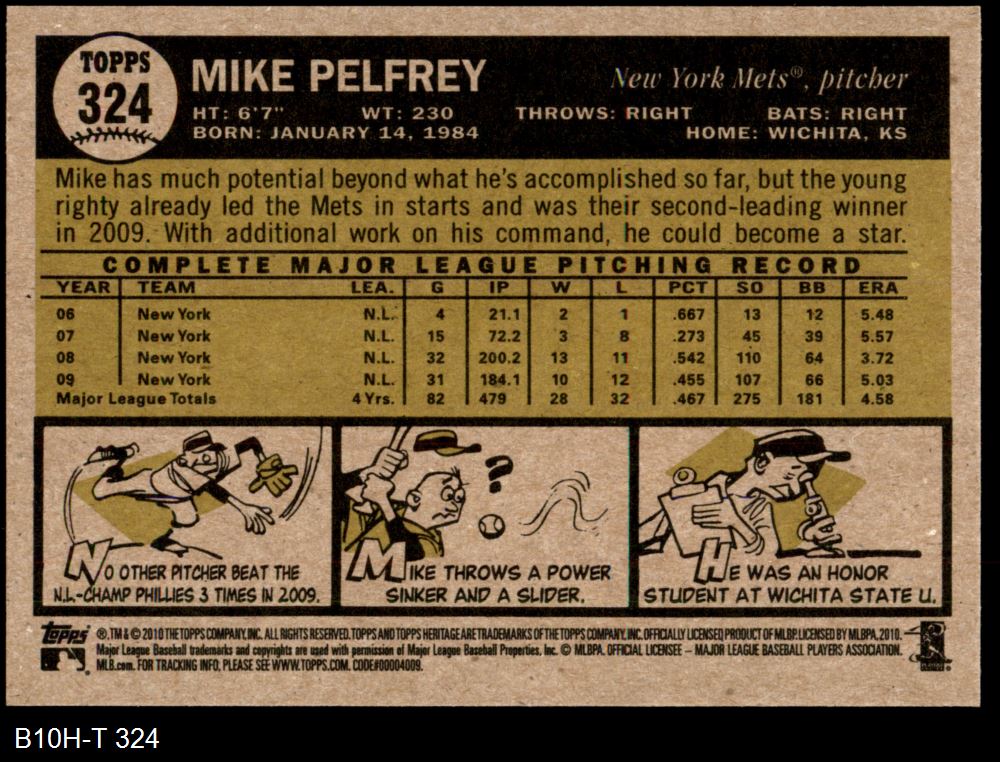 TOPPS
324
MIKE PELFREY
New York Mets®, pitcher
HT: 6'7" WT: 230 THROWS: RIGHT BATS: RIGHT
BORN: JANUARY 14, 1984 HOME: WICHITA, KS
Mike has much potential beyond what he's accomplished so far, but the young
righty already led the Mets in starts and was their second-leading winner
in 2009. With additional work on his command, he could become a star.
COMPLETE MAJOR LEAGUE PITCHING RECORD
YEAR TEAM LEA. G IP W L PCT SO BB ERA
06 New York N.L. 4 21.1 2 1 .667 13 12 5.48
07 New York N.L. 15 72.2 3 8 .273 45 39 5.57
08 New York N.L. 32 200.2 13 11 .542 110 64 3.72
09 New York N.L. 31 184.1 10 12 .455 107 66 5.03
Major League Totals 4 Yrs. 82 479 28 32 .467 275 181 4.58
?
NO OTHER PITCHER BEAT THE
N.L.-CHAMP PHILLIES 3 TIMES IN 2009.
MIKE THROWS A POWER
SINKER AND A SLIDER.
HE WAS AN HONOR
STUDENT AT WICHITA STATE U.
Topps ®, TM & © 2010 THE TOPPS COMPANY, INC. ALL RIGHTS RESERVED. TOPPS AND TOPPS HERITAGE ARE TRADEMARKS OF THE TOPPS COMPANY, INC. OFFICIALLY LICENSED PRODUCT OF MLBP. LICENSED BY MLBPA, 2010.
Major League Baseball trademarks and copyrights are used with permission of Major League Baseball Properties, Inc. © MLBPA. OFFICIAL LICENSEE – MAJOR LEAGUE BASEBALL PLAYERS ASSOCIATION.
MLB.com. FOR TRACKING INFO, PLEASE SEE WWW.TOPPS.COM. CODE#00004009.
B10H-T 324